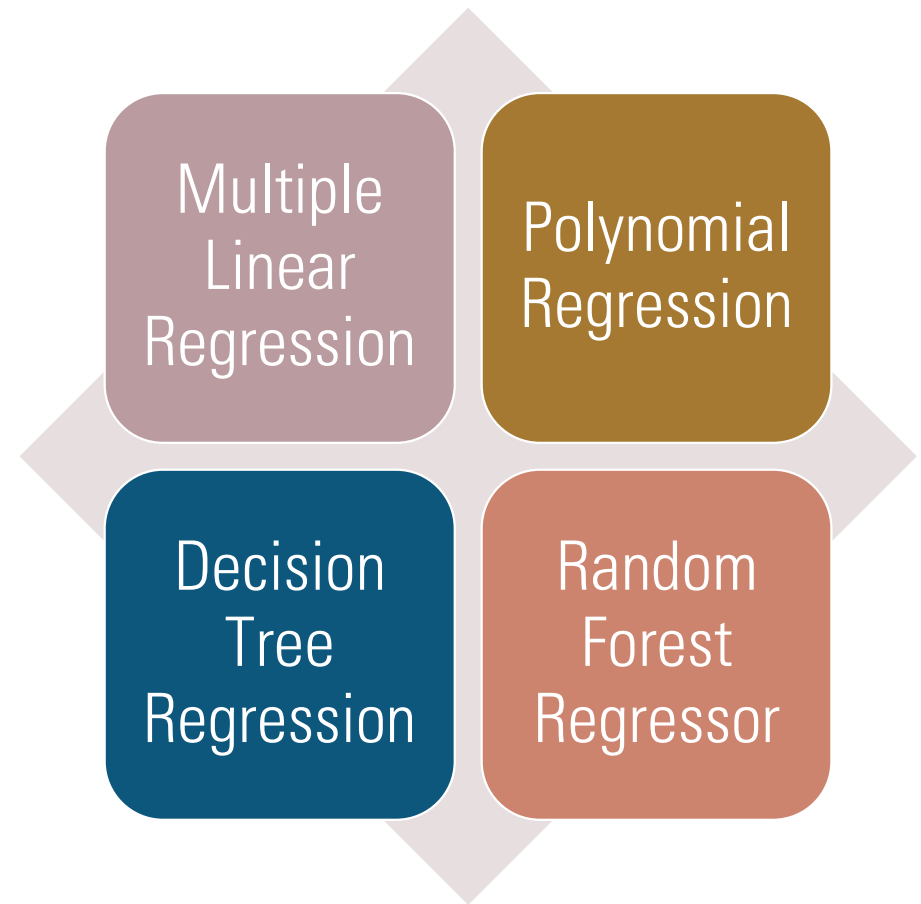 Multiple
Linear
Regression
Polynomial
Regression
Decision
Tree
Regression
Random
Forest
Regressor